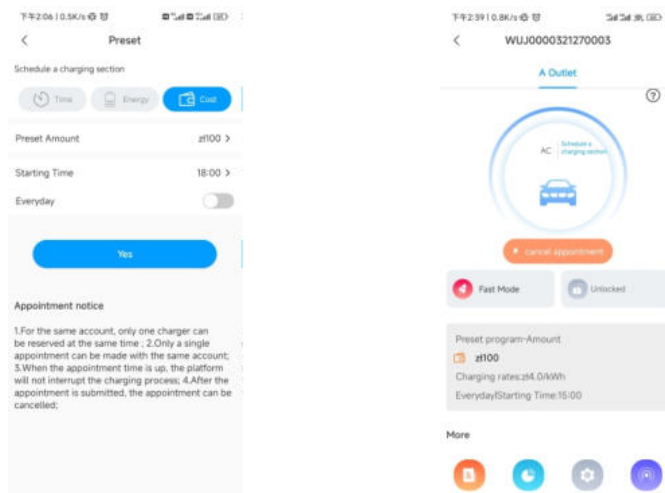 下午2:06 | 0.5K/s
Preset
Schedule a charging section
Time
Energy
Cost
Preset Amount
zł100 >
Starting Time
18:00 >
Everyday
Yes
Appointment notice
1.For the same account, only one charger can
be reserved at the same time ; 2.Only a single
appointment can be made with the same account;
3.When the appointment time is up, the platform
will not interrupt the charging process; 4.After the
appointment is submitted, the appointment can be
cancelled;
下午2:39 | 0.8K/s
WUJ0000321270003
A Outlet
AC
Schedule a
charging section
cancel appointment
Fast Mode
Unlocked
Preset program-Amount
zł100
Charging rates:zł4.0/kWh
Everyday|Starting Time:15:00
More